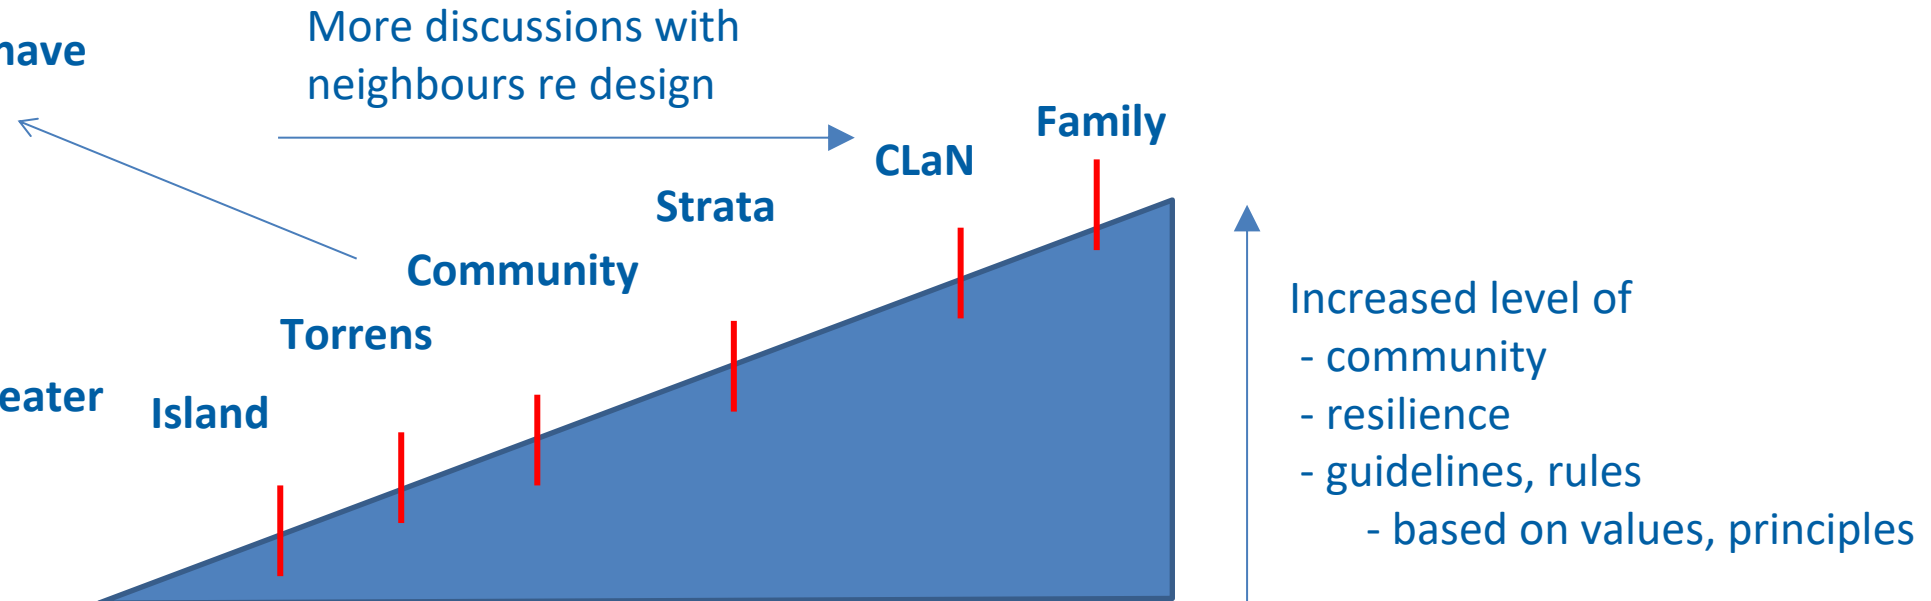 have
More discussions with
neighbours re design
Family
CLaN
Strata
Community
Torrens
eater
Island
Increased level of
- community
- resilience
- guidelines, rules
- based on values, principles